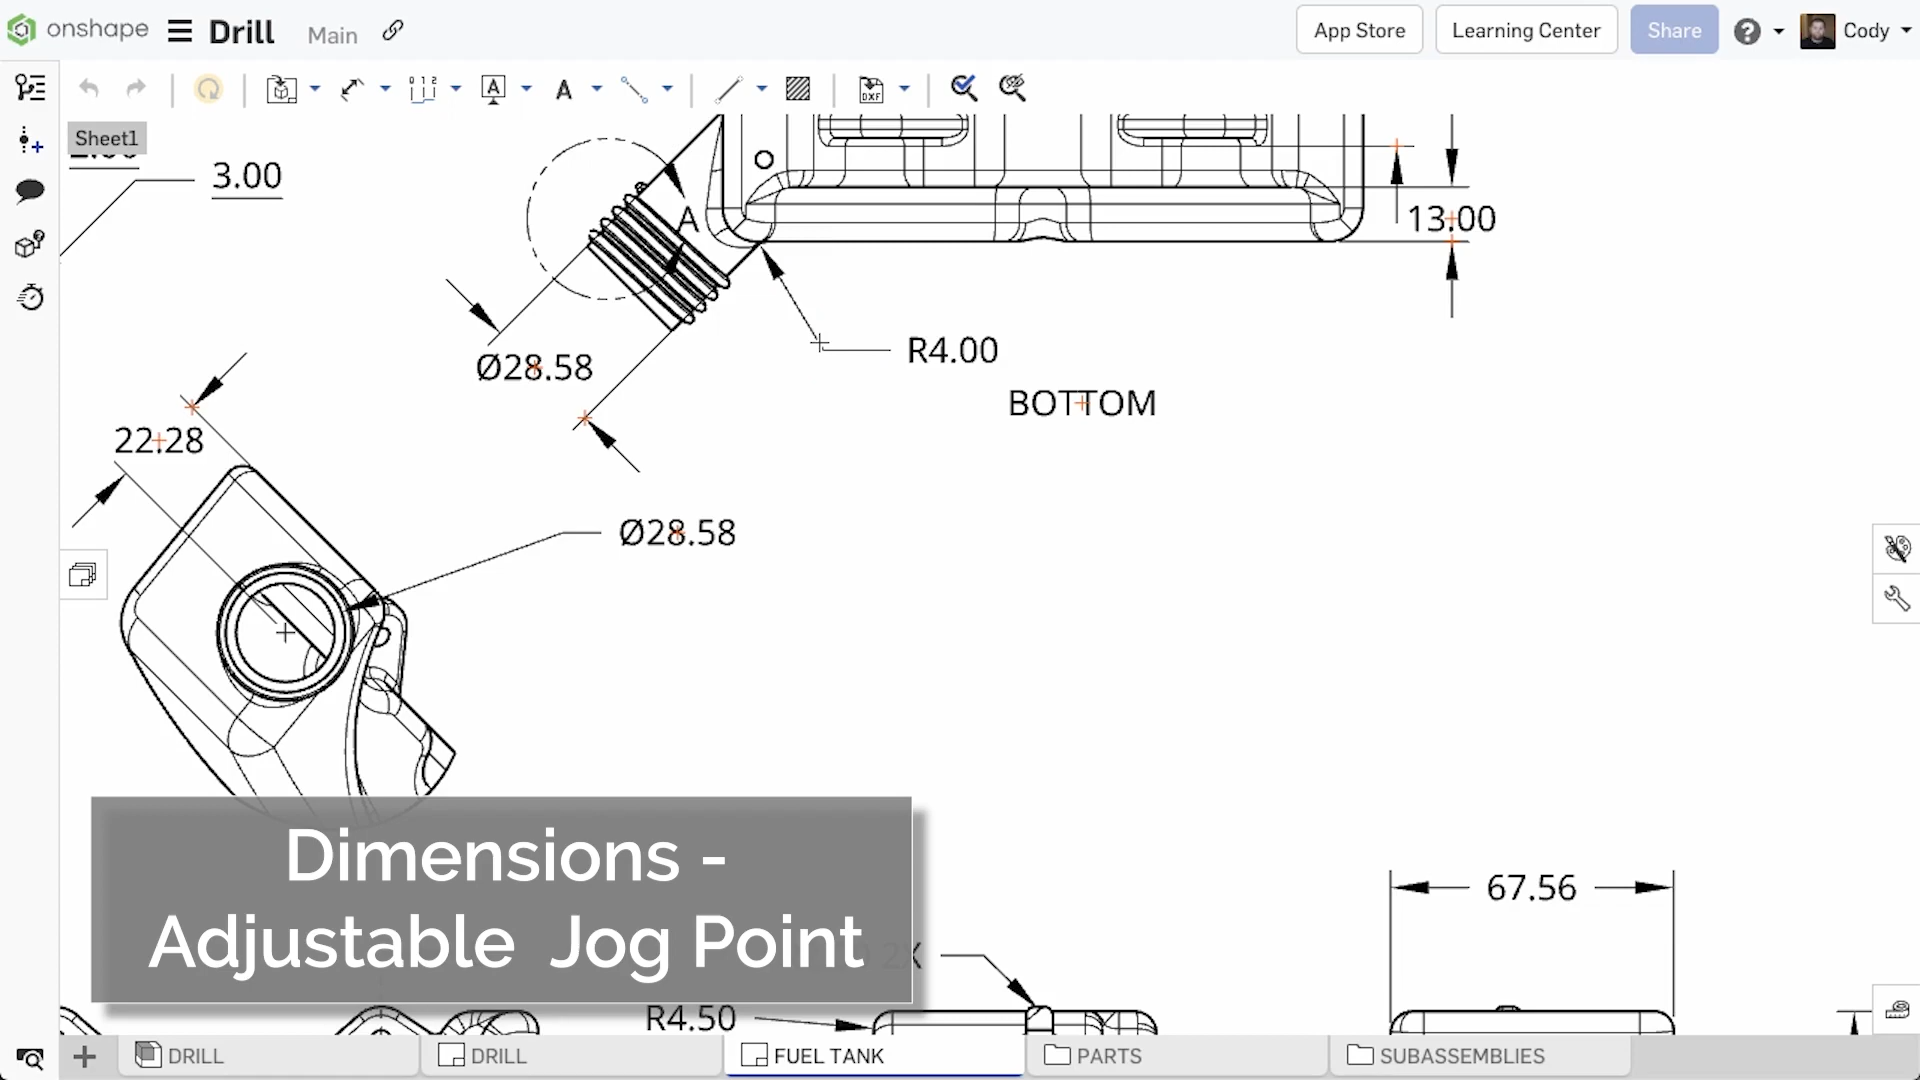 onshape Drill Main App Store Learning Center Share Cody
Sheet1
3.00
A
13.00
R4.00
Ø28.58
BOTTOM
22.28
Ø28.58
Dimensions -
Adjustable Jog Point
67.56
2X
R4.50
DRILL DRILL FUEL TANK PARTS SUBASSEMBLIES